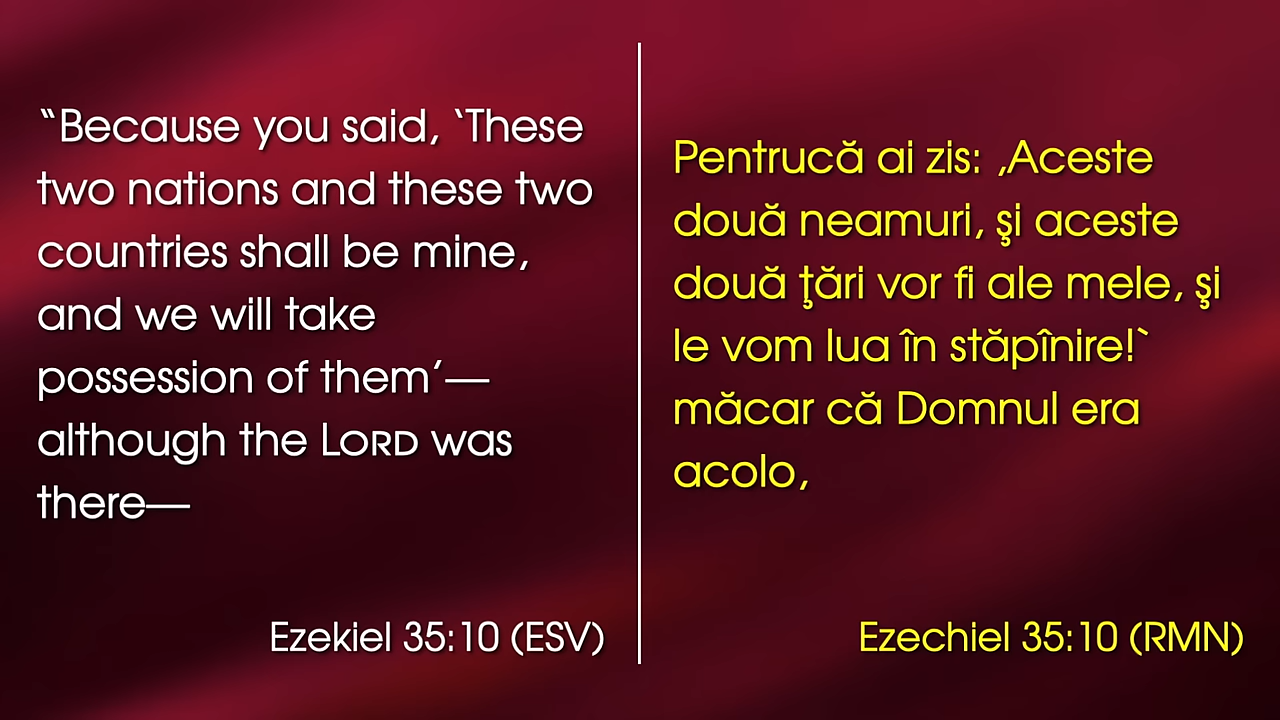 “Because you said, ‘These
two nations and these two
countries shall be mine,
and we will take
possession of them’—
although the LORD was
there—
Ezekiel 35:10 (ESV)
Pentrucă ai zis: ,Aceste
două neamuri, şi aceste
două ţări vor fi ale mele, şi
le vom lua în stăpînire!`
măcar că Domnul era
acolo,
Ezechiel 35:10 (RMN)